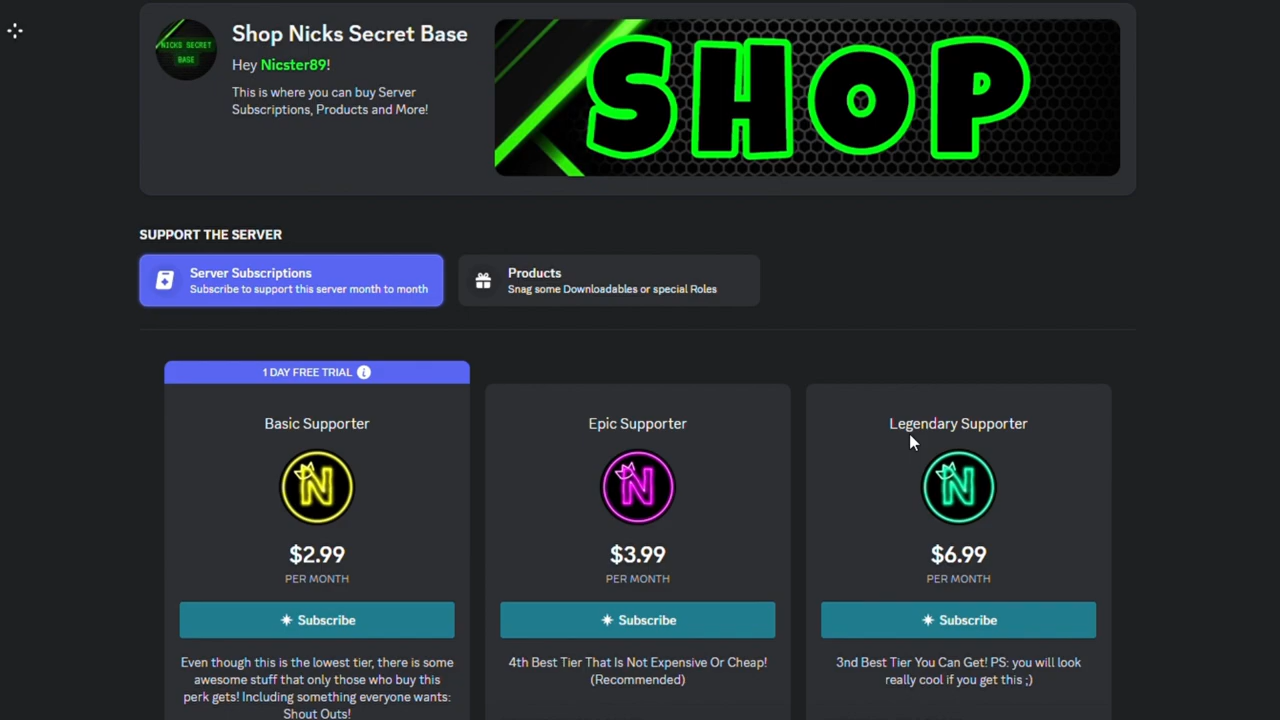 NICKS SECRET
BASE
Shop Nicks Secret Base
Hey Nicster89!
This is where you can buy Server
Subscriptions, Products and More!
SHOP
SUPPORT THE SERVER
Server Subscriptions
Subscribe to support this server month to month
Products
Snag some Downloadables or special Roles
1 DAY FREE TRIAL
Basic Supporter
N
$2.99
PER MONTH
Subscribe
Even though this is the lowest tier, there is some
awesome stuff that only those who buy this
perk gets! Including something everyone wants:
Shout Outs!
Epic Supporter
N
$3.99
PER MONTH
Subscribe
4th Best Tier That Is Not Expensive Or Cheap!
(Recommended)
Legendary Supporter
N
$6.99
PER MONTH
Subscribe
3nd Best Tier You Can Get! PS: you will look
really cool if you get this ;)